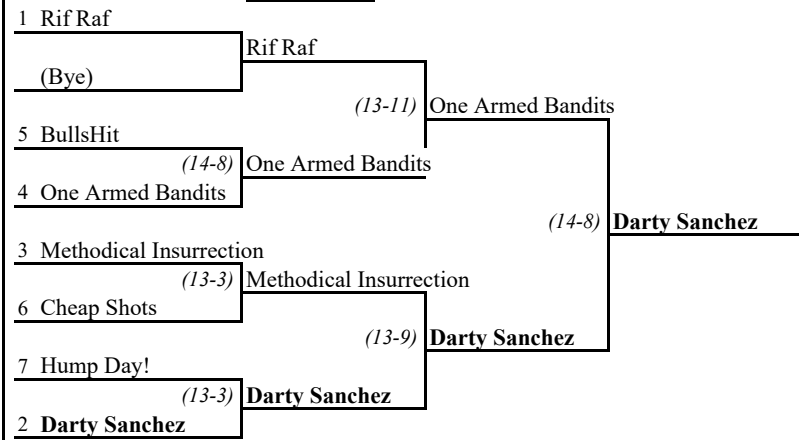 1 Rif Raf
Rif Raf
(Bye)
(13-11) One Armed Bandits
5 BullsHit
(14-8) One Armed Bandits
4 One Armed Bandits
(14-8) Darty Sanchez
3 Methodical Insurrection
(13-3) Methodical Insurrection
6 Cheap Shots
(13-9) Darty Sanchez
7 Hump Day!
(13-3) Darty Sanchez
2 Darty Sanchez